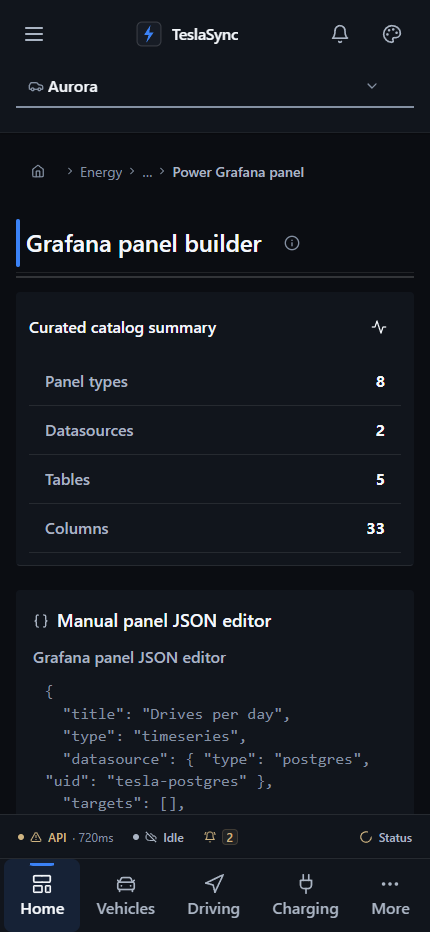 TeslaSync
Aurora
Energy ... Power Grafana panel
Grafana panel builder
Curated catalog summary
Panel types 8
Datasources 2
Tables 5
Columns 33
{} Manual panel JSON editor
Grafana panel JSON editor
{
"title": "Drives per day",
"type": "timeseries",
"datasource": { "type": "postgres",
"uid": "tesla-postgres" },
"targets": [],
API · 720ms Idle 2 Status
Home Vehicles Driving Charging More